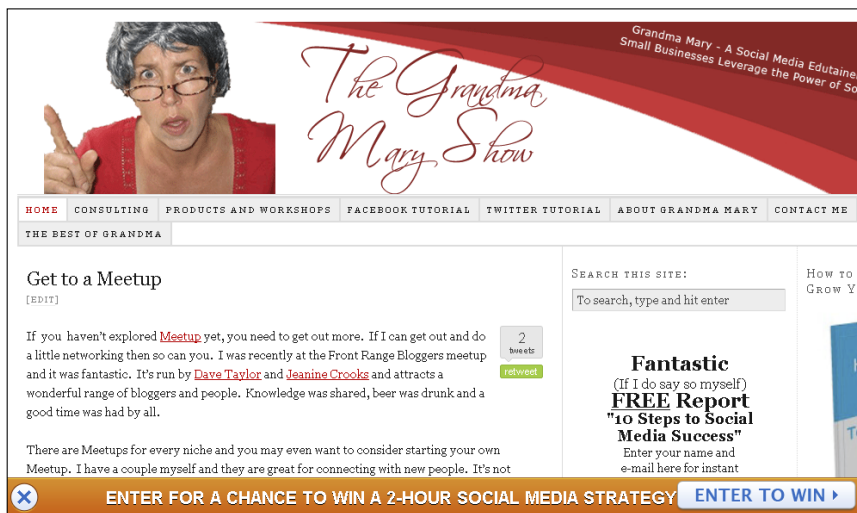 Grandma Mary - A Social Media Edutainer
Small Businesses Leverage the Power of So
The Grandma
Mary Show
HOME CONSULTING PRODUCTS AND WORKSHOPS FACEBOOK TUTORIAL TWITTER TUTORIAL ABOUT GRANDMA MARY CONTACT ME
THE BEST OF GRANDMA
Get to a Meetup
[EDIT]
If you haven't explored Meetup yet, you need to get out more. If I can get out and do
a little networking then so can you. I was recently at the Front Range Bloggers meetup
and it was fantastic. It's run by Dave Taylor and Jeanine Crooks and attracts a
wonderful range of bloggers and people. Knowledge was shared, beer was drunk and a
good time was had by all.
2
tweets
retweet
There are Meetups for every niche and you may even want to consider starting your own
Meetup. I have a couple myself and they are great for connecting with new people. It's not
SEARCH THIS SITE:
To search, type and hit enter
Fantastic
(If I do say so myself)
FREE Report
"10 Steps to Social
Media Success"
Enter your name and
e-mail here for instant
HOW TO
GROW Y
ENTER FOR A CHANCE TO WIN A 2-HOUR SOCIAL MEDIA STRATEGY
ENTER TO WIN